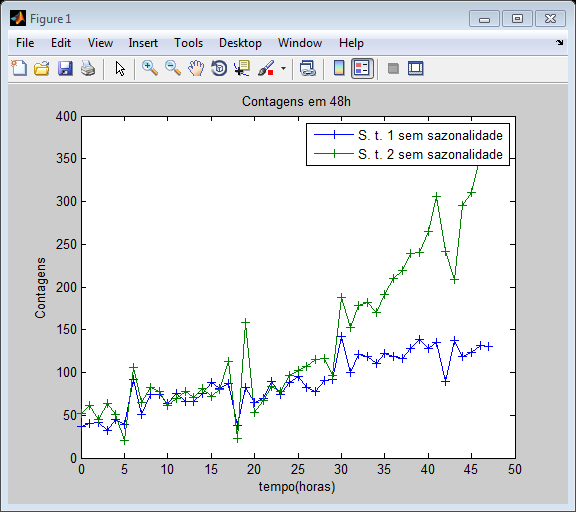 Figure 1
File Edit View Insert Tools Desktop Window Help
Contagens em 48h
S. t. 1 sem sazonalidade
S. t. 2 sem sazonalidade
400
350
300
250
200
150
100
50
0
Contagens
0 5 10 15 20 25 30 35 40 45 50
tempo(horas)